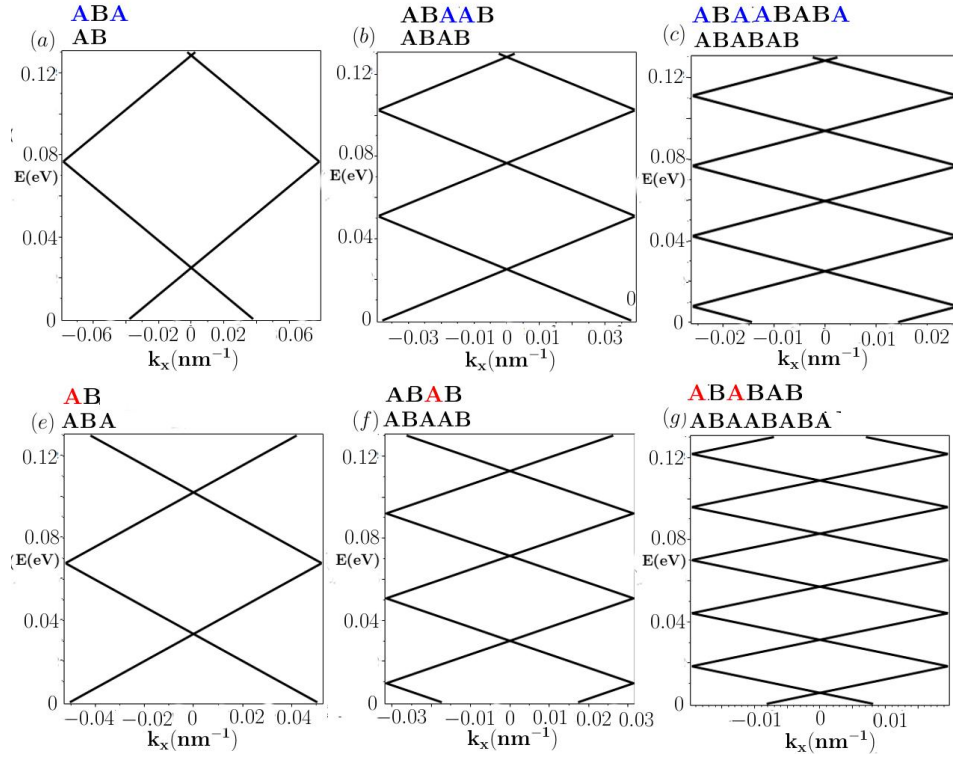 ABA
AB
(a)
0.12
0.08
E(eV)
0.04
0
−0.06
0
0.02
0.06
kx(nm−1)
ABAAB
ABAB
(b)
0.12
0.08
E(eV)
0.04
0
0
−0.03
−0.01
0
0.01
0.03
kx(nm−1)
ABAABABA
ABABAB
(c)
0.12
0.08
E(eV)
0.04
0
−0.02
−0.01
0
0.01
0.02
kx(nm−1)
AB
ABA
(e)
0.12
0.08
(E(eV)
0.04
0
−0.04
−0.02
0
0.02
0.04
kx(nm−1)
ABAB
ABAAB
(f)
0.12
0.08
E(eV)
0.04
0
−0.03
−0.01
0
0.01
0.03
kx(nm−1)
ABABAB
ABAABABA
(g)
0.12
0.08
E(eV)
0.04
0
−0.01
0
0.01
kx(nm−1)